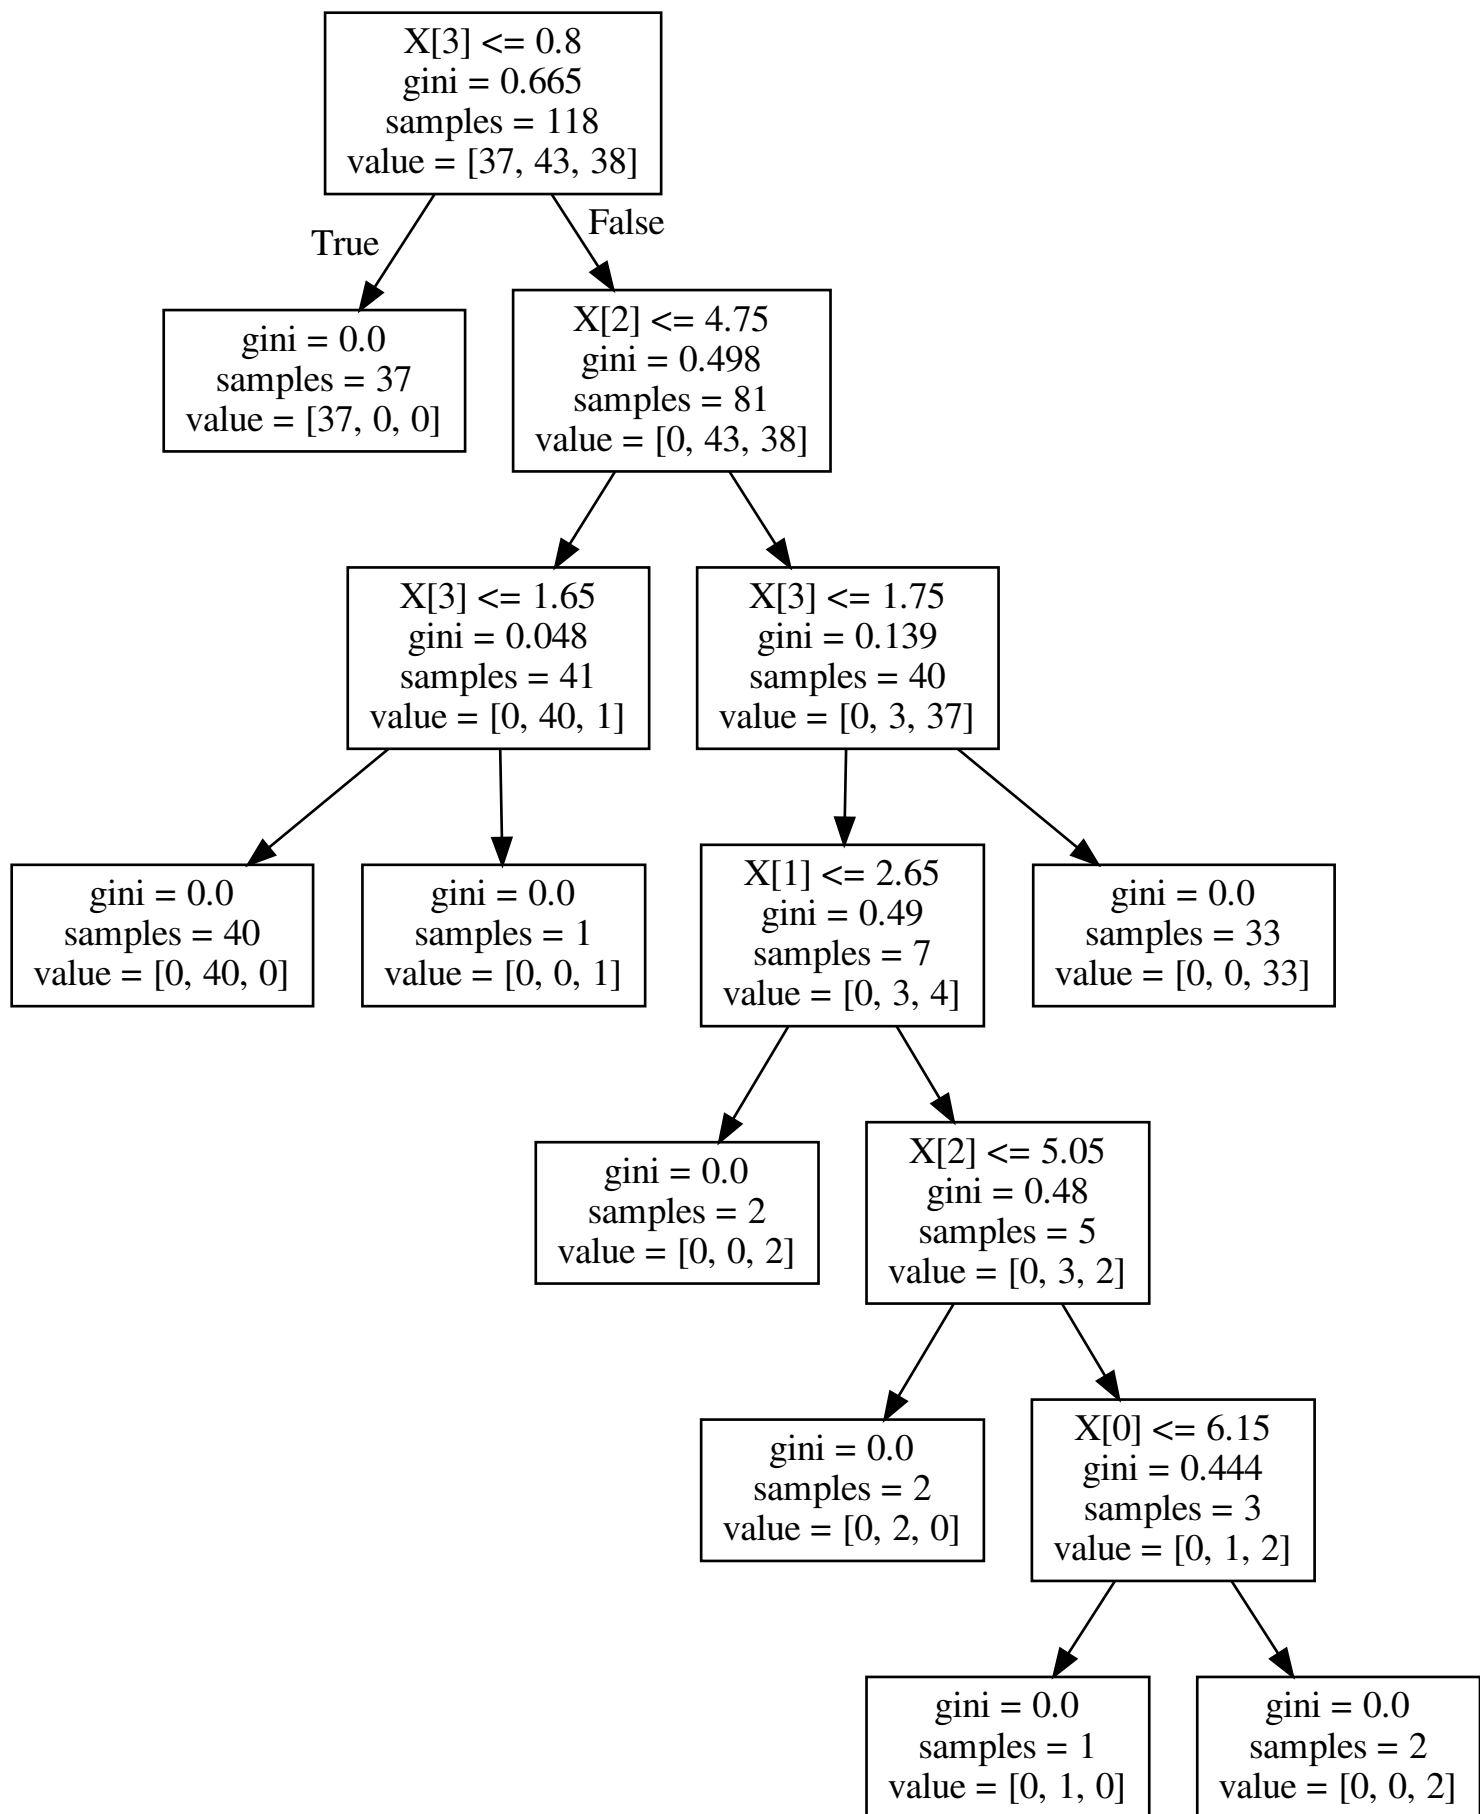 X[3] <= 0.8
gini = 0.665
samples = 118
value = [37, 43, 38]
True
False
gini = 0.0
samples = 37
value = [37, 0, 0]
X[2] <= 4.75
gini = 0.498
samples = 81
value = [0, 43, 38]
X[3] <= 1.65
gini = 0.048
samples = 41
value = [0, 40, 1]
X[3] <= 1.75
gini = 0.139
samples = 40
value = [0, 3, 37]
gini = 0.0
samples = 40
value = [0, 40, 0]
gini = 0.0
samples = 1
value = [0, 0, 1]
X[1] <= 2.65
gini = 0.49
samples = 7
value = [0, 3, 4]
gini = 0.0
samples = 33
value = [0, 0, 33]
gini = 0.0
samples = 2
value = [0, 0, 2]
X[2] <= 5.05
gini = 0.48
samples = 5
value = [0, 3, 2]
gini = 0.0
samples = 2
value = [0, 2, 0]
X[0] <= 6.15
gini = 0.444
samples = 3
value = [0, 1, 2]
gini = 0.0
samples = 1
value = [0, 1, 0]
gini = 0.0
samples = 2
value = [0, 0, 2]